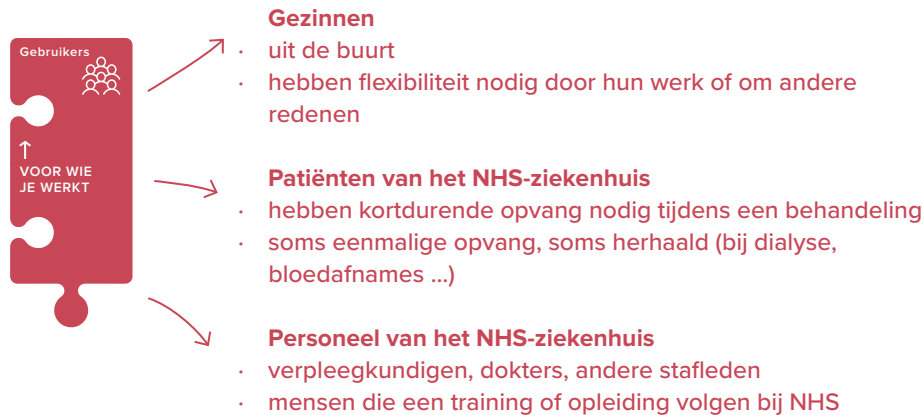 Gebruikers
↑
VOOR WIE
JE WERKT
Gezinnen
· uit de buurt
· hebben flexibiliteit nodig door hun werk of om andere
redenen
Patiënten van het NHS-ziekenhuis
· hebben kortdurende opvang nodig tijdens een behandeling
· soms eenmalige opvang, soms herhaald (bij dialyse,
bloedafnames ...)
Personeel van het NHS-ziekenhuis
· verpleegkundigen, dokters, andere stafleden
· mensen die een training of opleiding volgen bij NHS